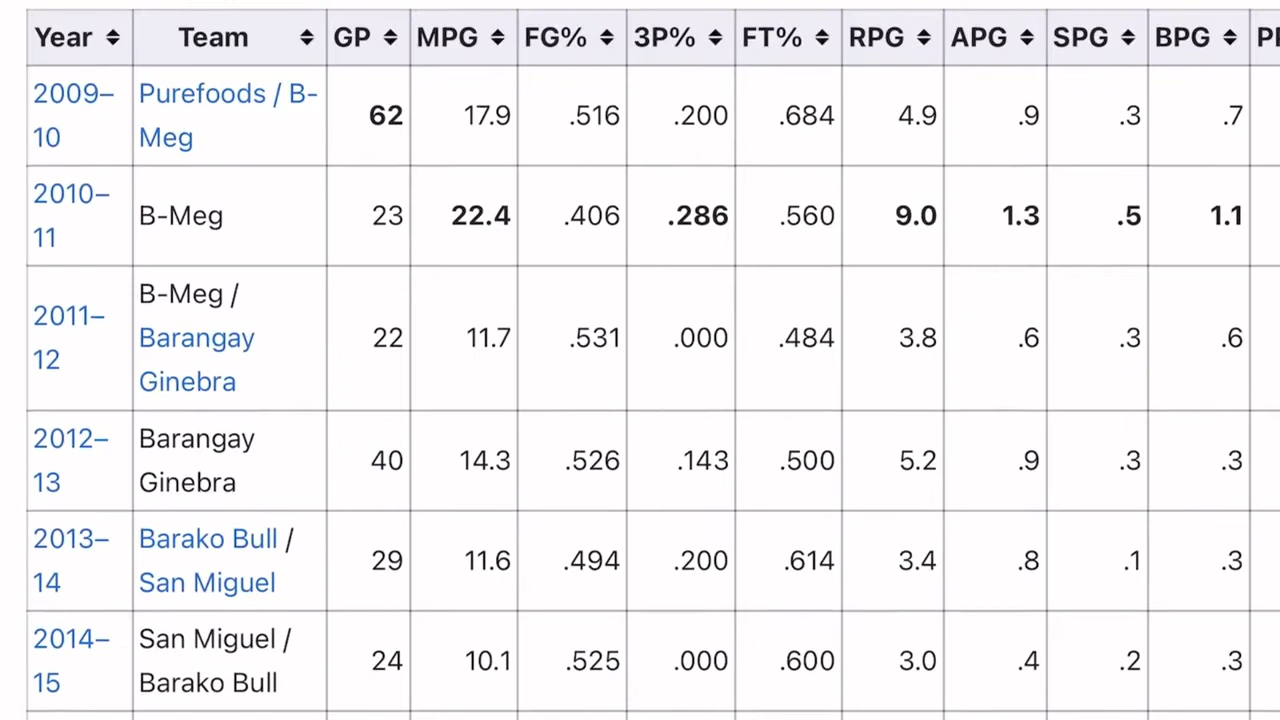 Year Team GP MPG FG% 3P% FT% RPG APG SPG BPG
2009– Purefoods / B-
10 Meg 62 17.9 .516 .200 .684 4.9 .9 .3 .7
2010–
11 B-Meg 23 22.4 .406 .286 .560 9.0 1.3 .5 1.1
B-Meg /
2011– Barangay
12 Ginebra 22 11.7 .531 .000 .484 3.8 .6 .3 .6
2012– Barangay
13 Ginebra 40 14.3 .526 .143 .500 5.2 .9 .3 .3
2013– Barako Bull /
14 San Miguel 29 11.6 .494 .200 .614 3.4 .8 .1 .3
2014– San Miguel /
15 Barako Bull 24 10.1 .525 .000 .600 3.0 .4 .2 .3